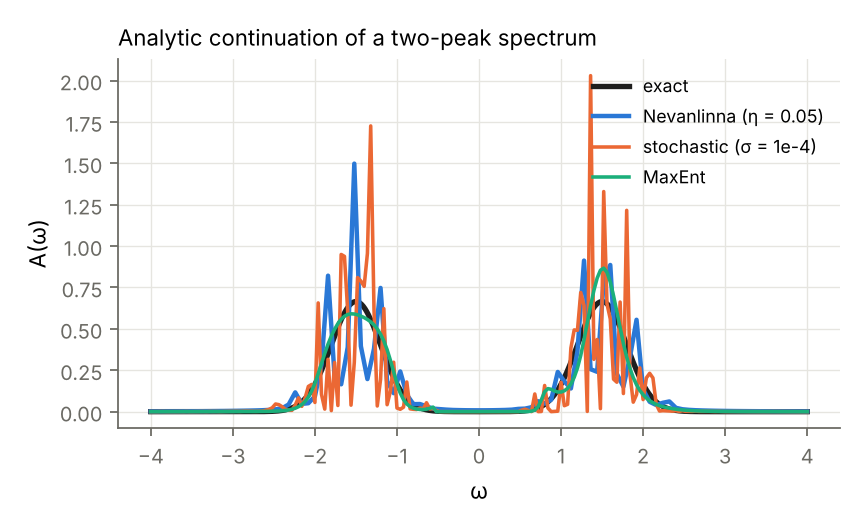 Analytic continuation of a two-peak spectrum
exact
Nevanlinna (η = 0.05)
stochastic (σ = 1e-4)
MaxEnt
A(ω)
2.00
1.75
1.50
1.25
1.00
0.75
0.50
0.25
0.00
−4 −3 −2 −1 0 1 2 3 4
ω